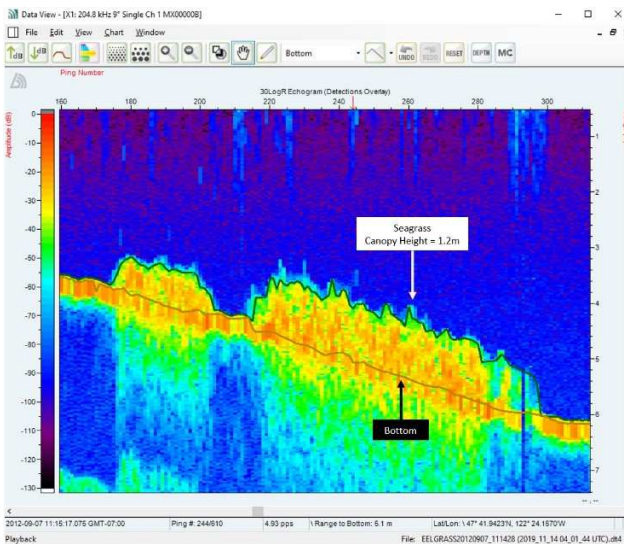 Data View - [X1: 204.8 kHz 9° Single Ch 1 MX00000B]
File Edit View Chart Window
dB dB Bottom UNDO REDO RESET DEPTH MC
Ping Number
30LogR Echogram (Detections Overlay)
160 180 200 220 240 260 280 300
Amplitude (dB)
0
-10
-20
-30
-40
-50
-60
-70
-80
-90
-100
-110
-120
-130
1
2
3
4
5
6
7
Seagrass
Canopy Height = 1.2m
Bottom
2012-09-07 11:15:17.075 GMT-07:00 Ping #: 244/610 4.93 pps \ Range to Bottom: 5.1 m Lat/Lon: \ 47° 41.9423'N, 122° 24.1670'W
Playback File: EELGRASS20120907_111428 (2019_11_14 04_01_44 UTC).dt4